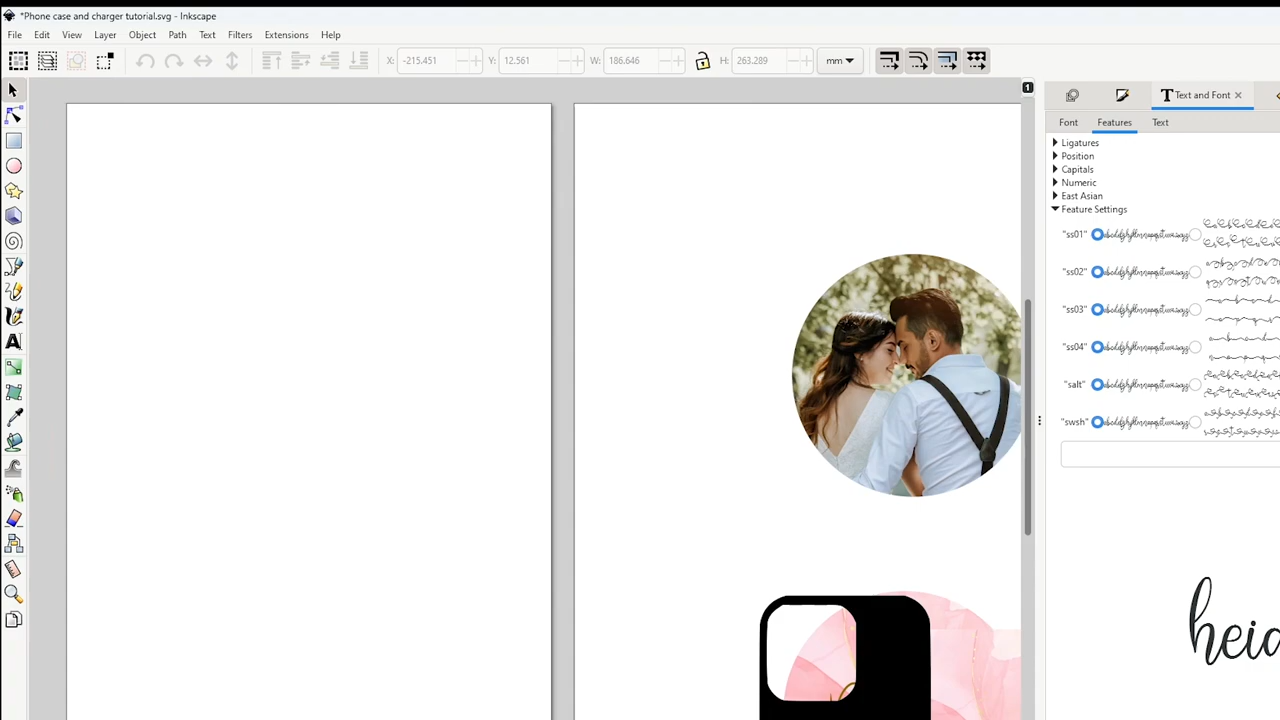 *Phone case and charger tutorial.svg - Inkscape
File Edit View Layer Object Path Text Filters Extensions Help
X: -215.451 Y: 12.561 W: 186.646 H: 263.289 mm
1
Text and Font
Font Features Text
Ligatures
Position
Capitals
Numeric
East Asian
Feature Settings
"ss01"
"ss02"
"ss03"
"ss04"
"salt"
"swsh"